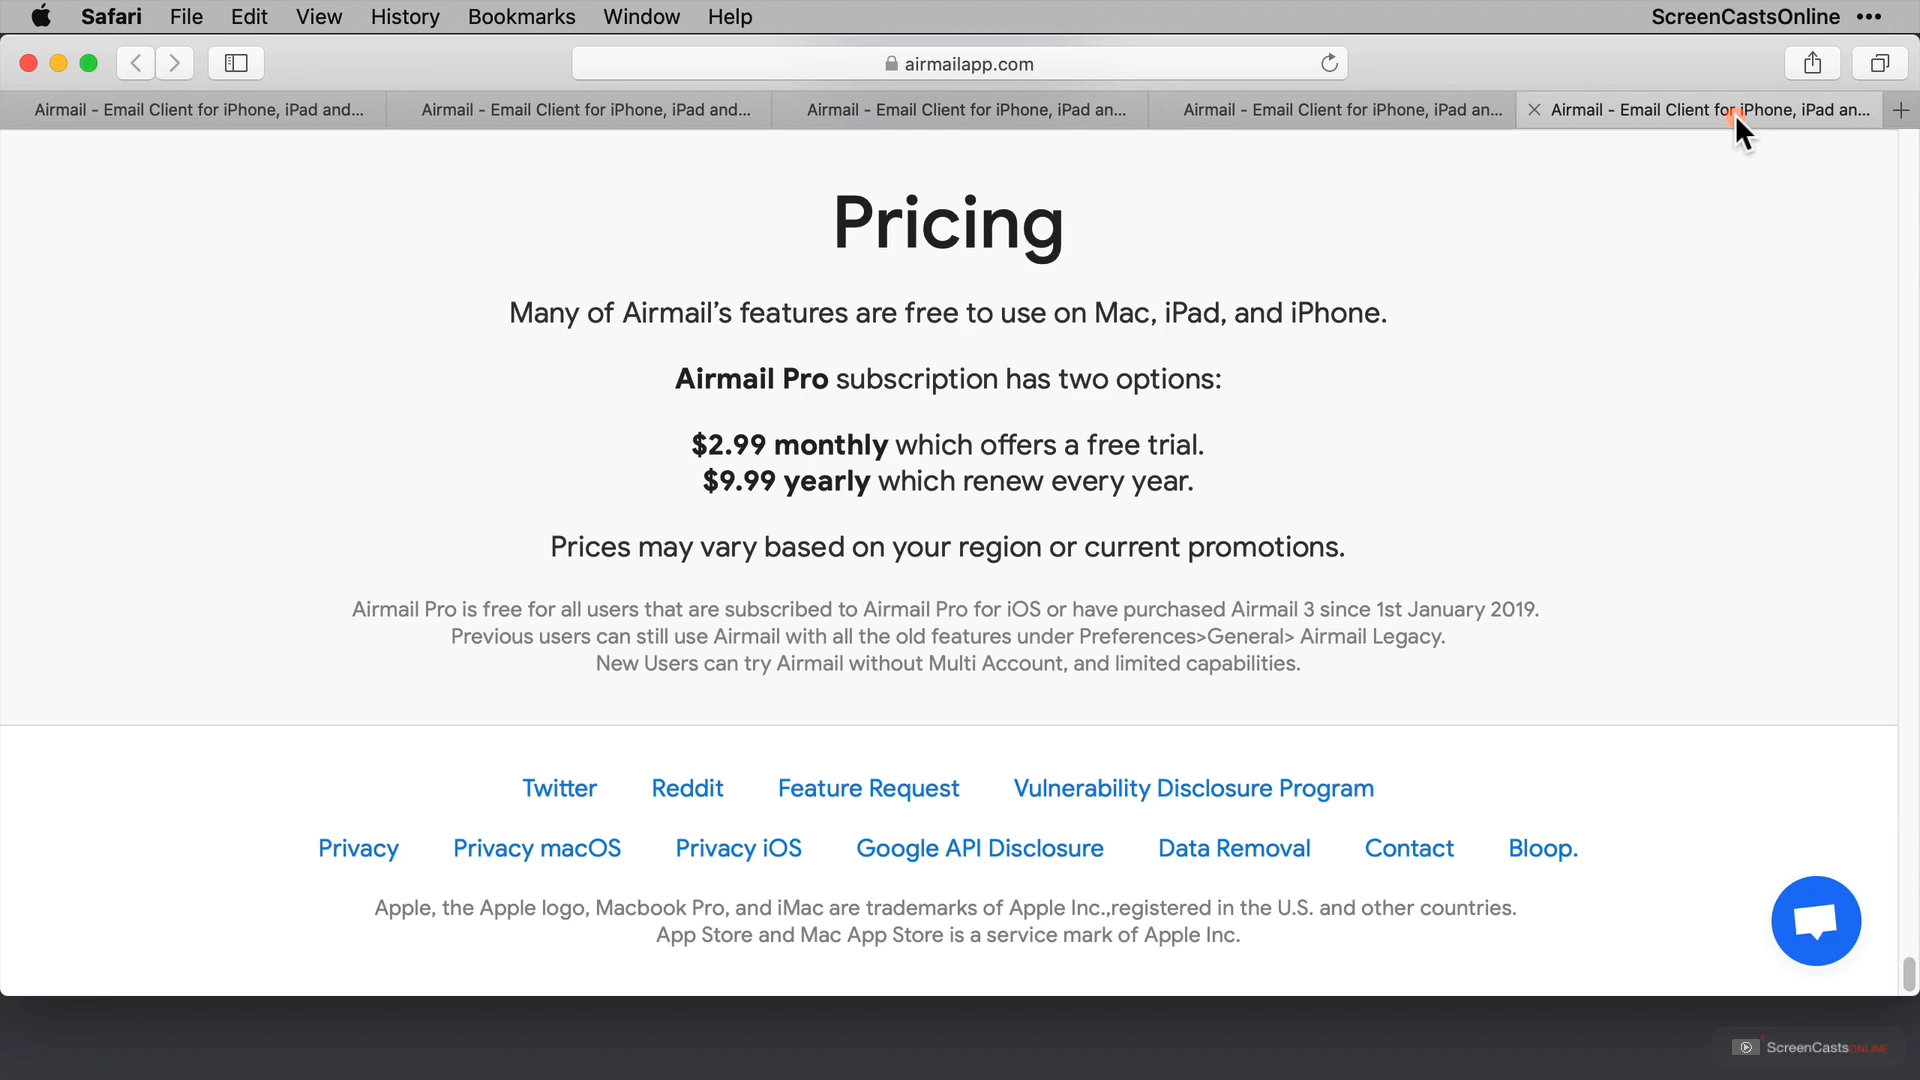 Safari File Edit View History Bookmarks Window Help ScreenCastsOnline
airmailapp.com
Airmail - Email Client for iPhone, iPad and... Airmail - Email Client for iPhone, iPad and... Airmail - Email Client for iPhone, iPad an... Airmail - Email Client for iPhone, iPad an... Airmail - Email Client for iPhone, iPad an...
Pricing
Many of Airmail’s features are free to use on Mac, iPad, and iPhone.
Airmail Pro subscription has two options:
$2.99 monthly which offers a free trial.
$9.99 yearly which renew every year.
Prices may vary based on your region or current promotions.
Airmail Pro is free for all users that are subscribed to Airmail Pro for iOS or have purchased Airmail 3 since 1st January 2019.
Previous users can still use Airmail with all the old features under Preferences>General> Airmail Legacy.
New Users can try Airmail without Multi Account, and limited capabilities.
Twitter Reddit Feature Request Vulnerability Disclosure Program
Privacy Privacy macOS Privacy iOS Google API Disclosure Data Removal Contact Bloop.
Apple, the Apple logo, Macbook Pro, and iMac are trademarks of Apple Inc.,registered in the U.S. and other countries.
App Store and Mac App Store is a service mark of Apple Inc.
ScreenCastsONLINE